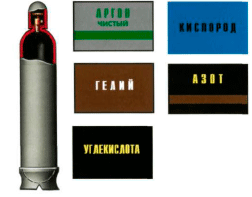 АРГОН
ЧИСТЫЙ
КИСЛОРОД
ГЕЛИЙ
АЗОТ
УГЛЕКИСЛОТА